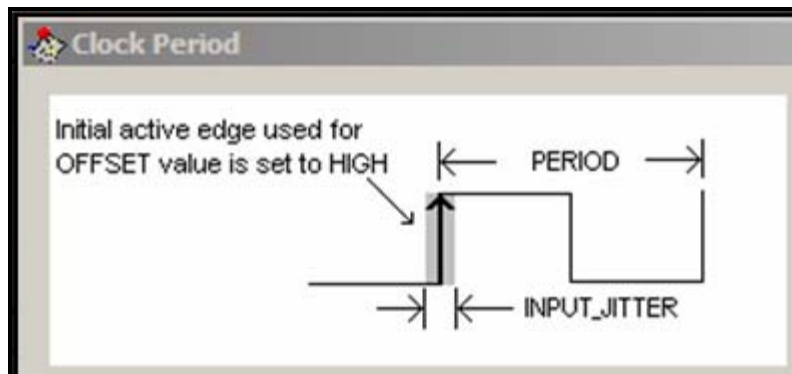 Clock Period
Initial active edge used for
OFFSET value is set to HIGH
PERIOD
INPUT_JITTER